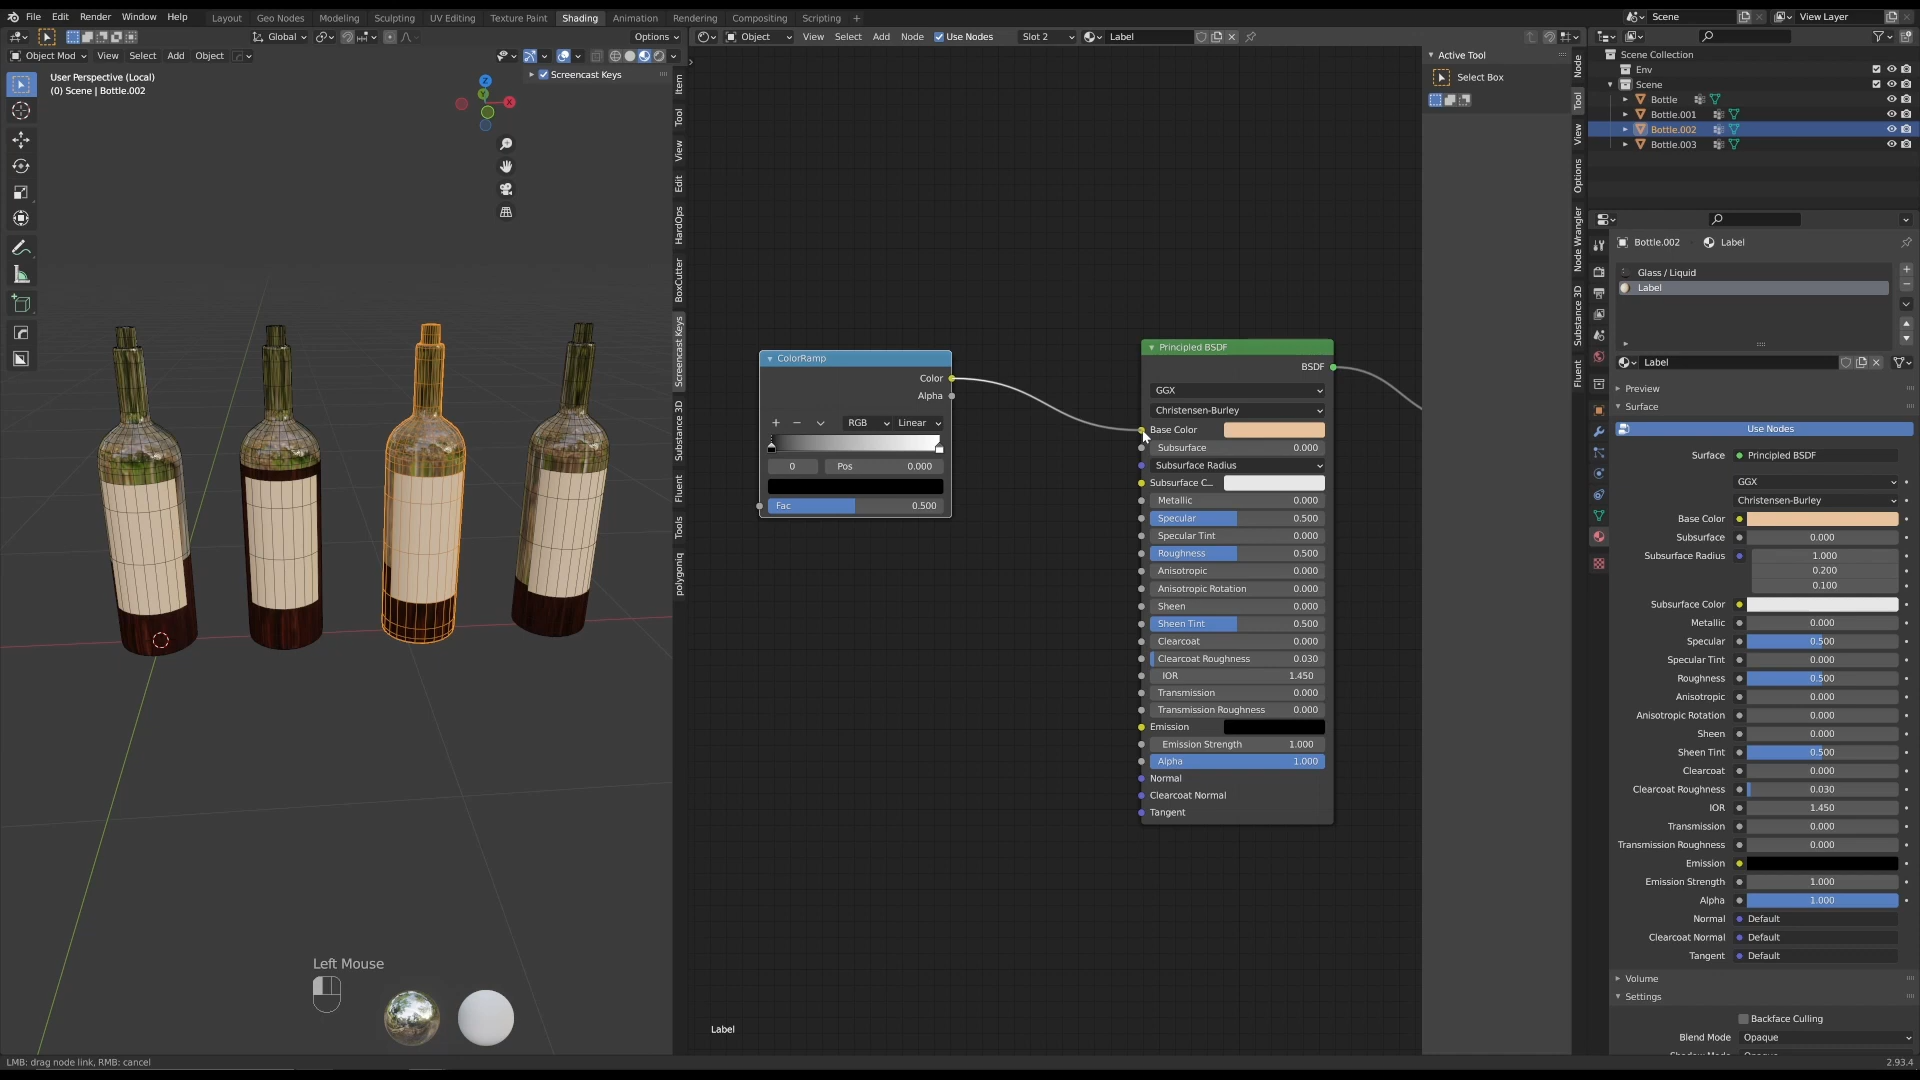 File Edit Render Window Help
Layout Geo Nodes Modeling Sculpting UV Editing Texture Paint Shading Animation Rendering Compositing Scripting +
Scene View Layer
Global Options
Object Mod View Select Add Object
User Perspective (Local)
(0) Scene | Bottle.002
Screencast Keys
Z
Y
X
Item
Tool
View
Edit
HardOps
BoxCutter
Screencast Keys
Substance 3D
Fluent
Tools
polygoniq
Left Mouse
Object View Select Add Node Use Nodes Slot 2 Label
ColorRamp
Color
Alpha
RGB Linear
0 Pos 0.000
Fac 0.500
Principled BSDF
BSDF
GGX
Christensen-Burley
Base Color
Subsurface 0.000
Subsurface Radius
Subsurface C...
Metallic 0.000
Specular 0.500
Specular Tint 0.000
Roughness 0.500
Anisotropic 0.000
Anisotropic Rotation 0.000
Sheen 0.000
Sheen Tint 0.500
Clearcoat 0.000
Clearcoat Roughness 0.030
IOR 1.450
Transmission 0.000
Transmission Roughness 0.000
Emission
Emission Strength 1.000
Alpha 1.000
Normal
Clearcoat Normal
Tangent
Label
Active Tool
Select Box
Node
Tool
View
Options
Node Wrangler
Substance 3D
Fluent
Scene Collection
Env
Scene
Bottle
Bottle.001
Bottle.002
Bottle.003
Bottle.002 Label
Glass / Liquid
Label
Label
Preview
Surface
Use Nodes
Surface Principled BSDF
GGX
Christensen-Burley
Base Color
Subsurface 0.000
Subsurface Radius 1.000
0.200
0.100
Subsurface Color
Metallic 0.000
Specular 0.500
Specular Tint 0.000
Roughness 0.500
Anisotropic 0.000
Anisotropic Rotation 0.000
Sheen 0.000
Sheen Tint 0.500
Clearcoat 0.000
Clearcoat Roughness 0.030
IOR 1.450
Transmission 0.000
Transmission Roughness 0.000
Emission
Emission Strength 1.000
Alpha 1.000
Normal Default
Clearcoat Normal Default
Tangent Default
Volume
Settings
Backface Culling
Blend Mode Opaque
LMB: drag node link, RMB: cancel
2.93.4